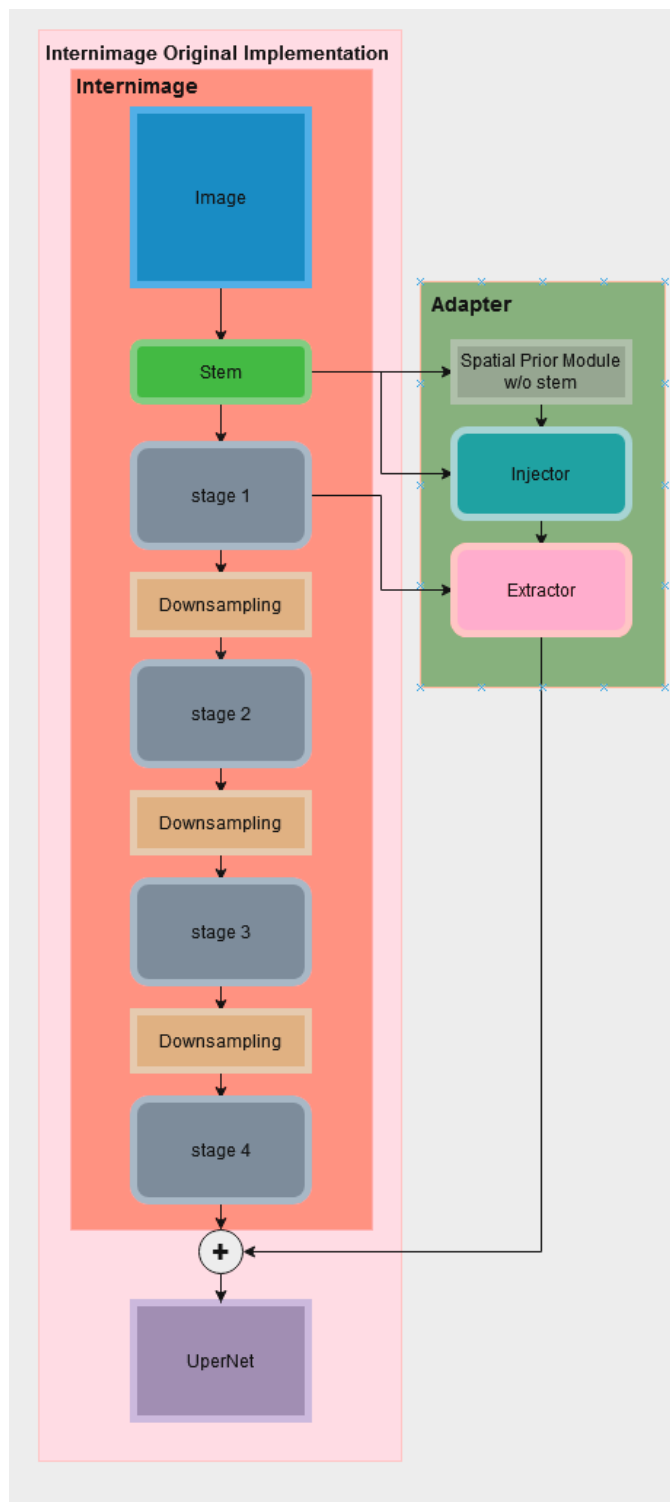 Internimage Original Implementation
Internimage
Image
Stem
stage 1
Downsampling
stage 2
Downsampling
stage 3
Downsampling
stage 4
+
UperNet
Adapter
Spatial Prior Module
w/o stem
Injector
Extractor